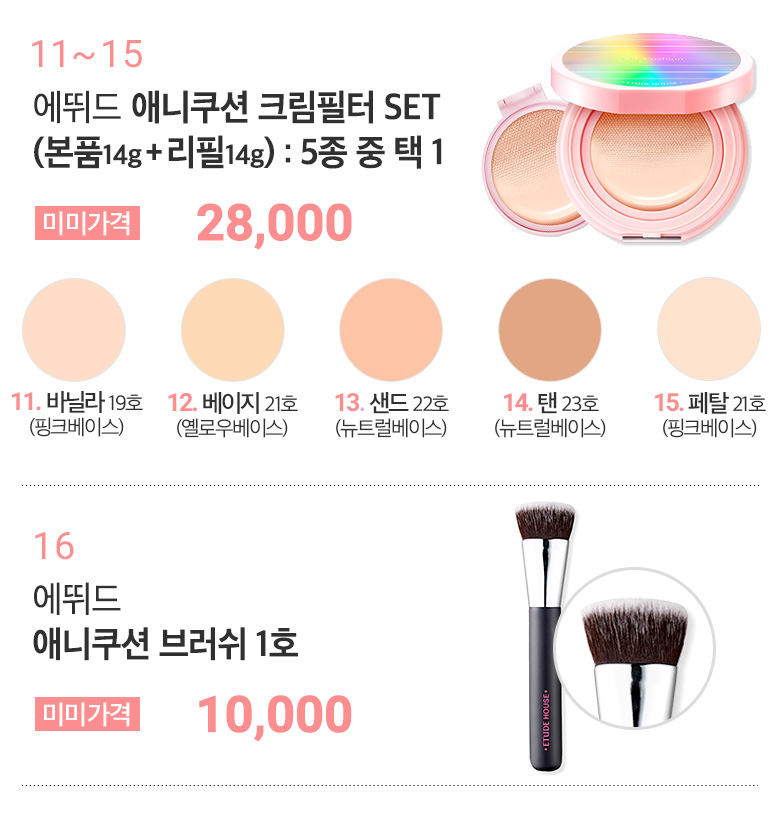 11~15
에뛰드 애니쿠션 크림필터 SET
(본품14g+리필14g) : 5종 중 택 1
미미가격 28,000
11. 바닐라 19호
(핑크베이스)
12. 베이지 21호
(옐로우베이스)
13. 샌드 22호
(뉴트럴베이스)
14. 탠 23호
(뉴트럴베이스)
15. 페탈 21호
(핑크베이스)
16
에뛰드
애니쿠션 브러쉬 1호
미미가격 10,000
• ETUDE HOUSE •